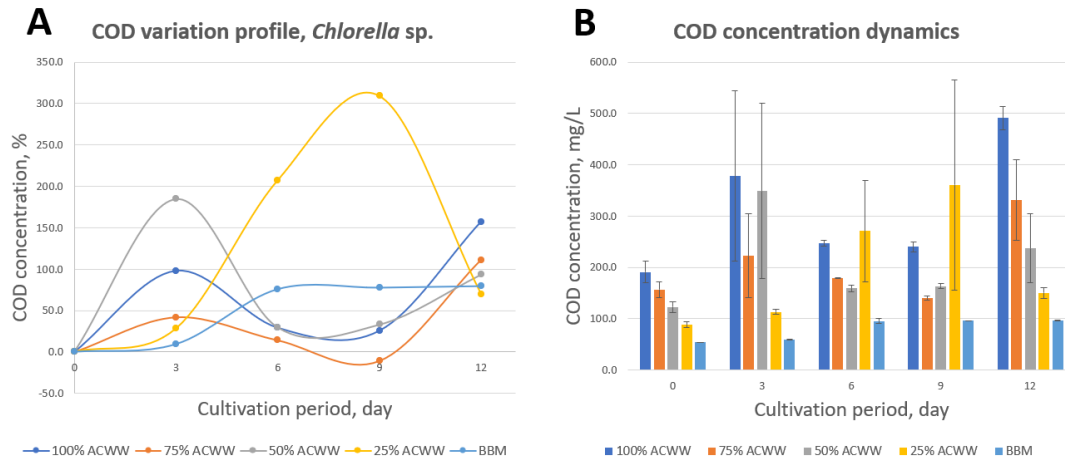 A
COD variation profile, Chlorella sp.
COD concentration, %
350.0
300.0
250.0
200.0
150.0
100.0
50.0
0.0
-50.0
0
3
6
9
12
Cultivation period, day
100% ACWW
75% ACWW
50% ACWW
25% ACWW
BBM
B
COD concentration dynamics
COD concentration, mg/L
600.0
500.0
400.0
300.0
200.0
100.0
0.0
0
3
6
9
12
Cultivation period, day
100% ACWW
75% ACWW
50% ACWW
25% ACWW
BBM